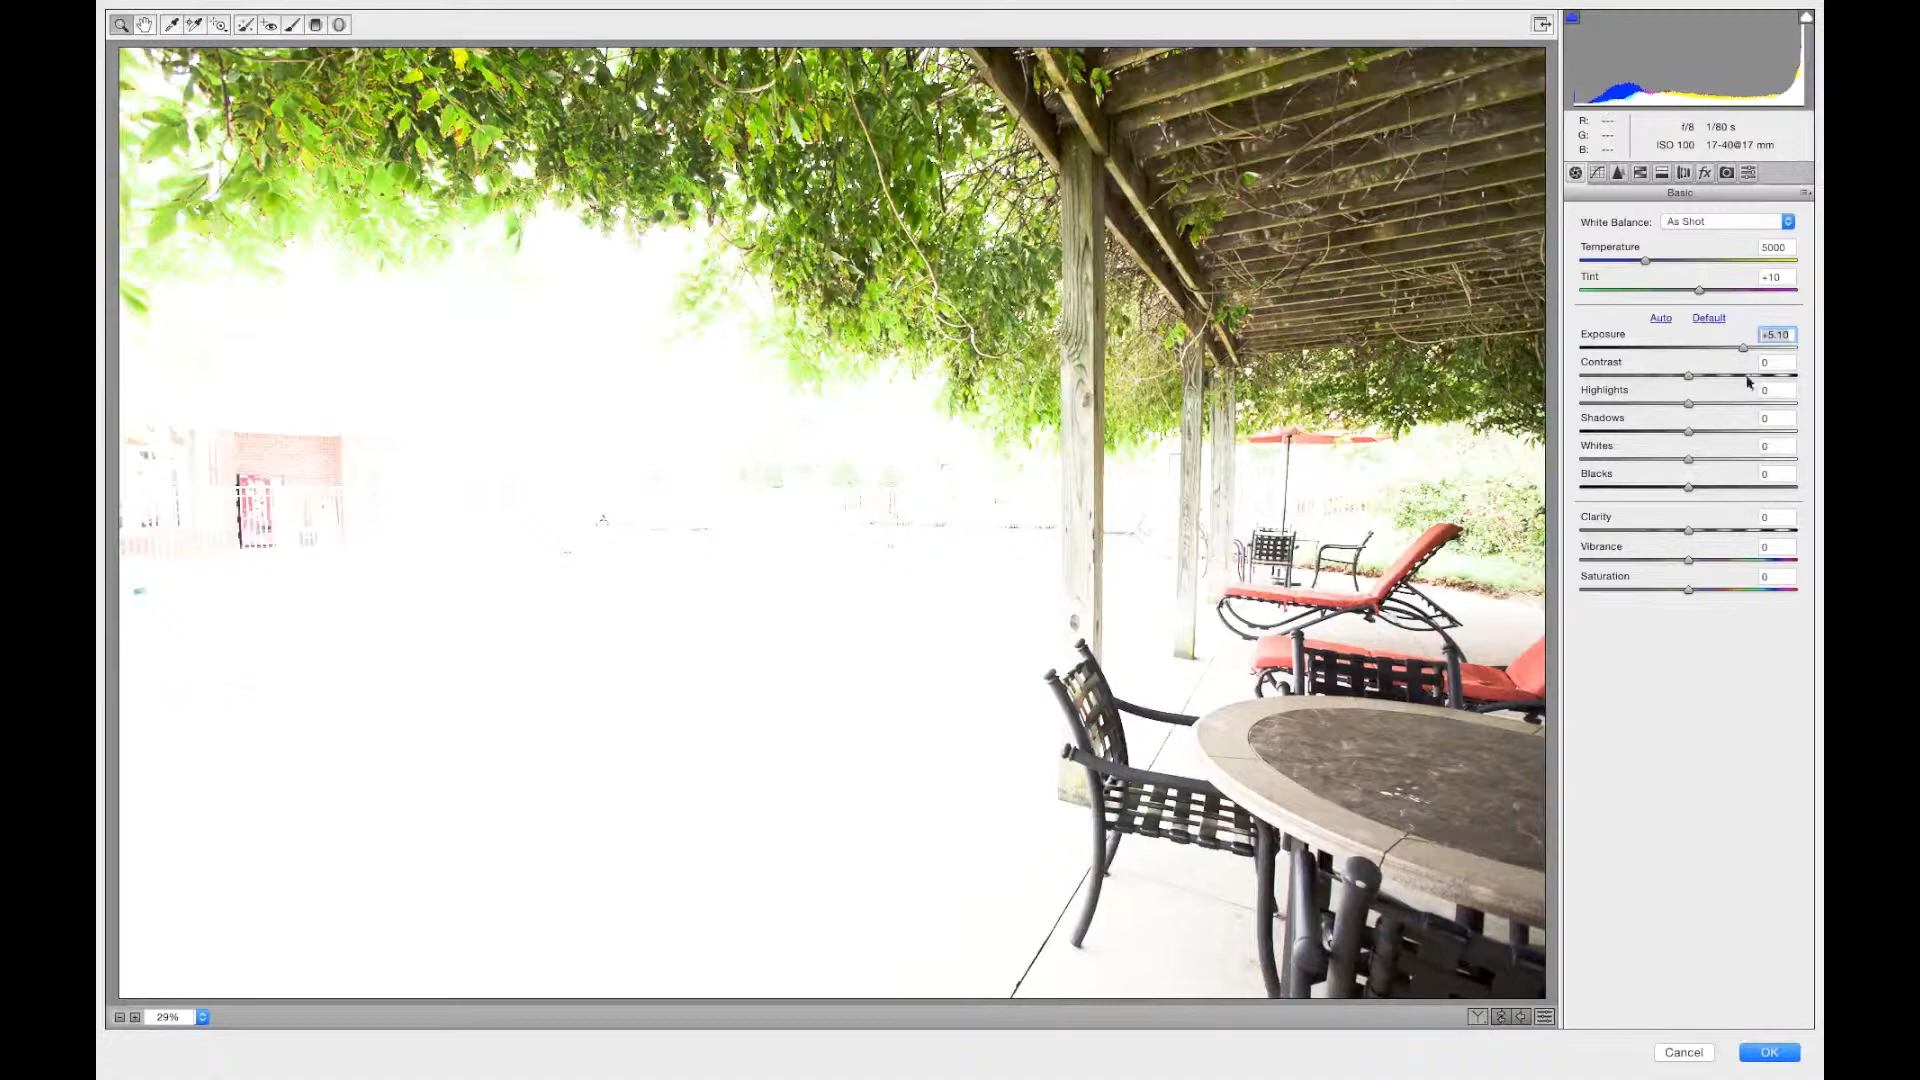 R: ---
G: ---
B: ---
f/8 1/80 s
ISO 100 17-40@17 mm
fx
Basic
White Balance: As Shot
Temperature 5000
Tint +10
Auto Default
Exposure +5.10
Contrast 0
Highlights 0
Shadows 0
Whites 0
Blacks 0
Clarity 0
Vibrance 0
Saturation 0
29%
Y
Cancel OK